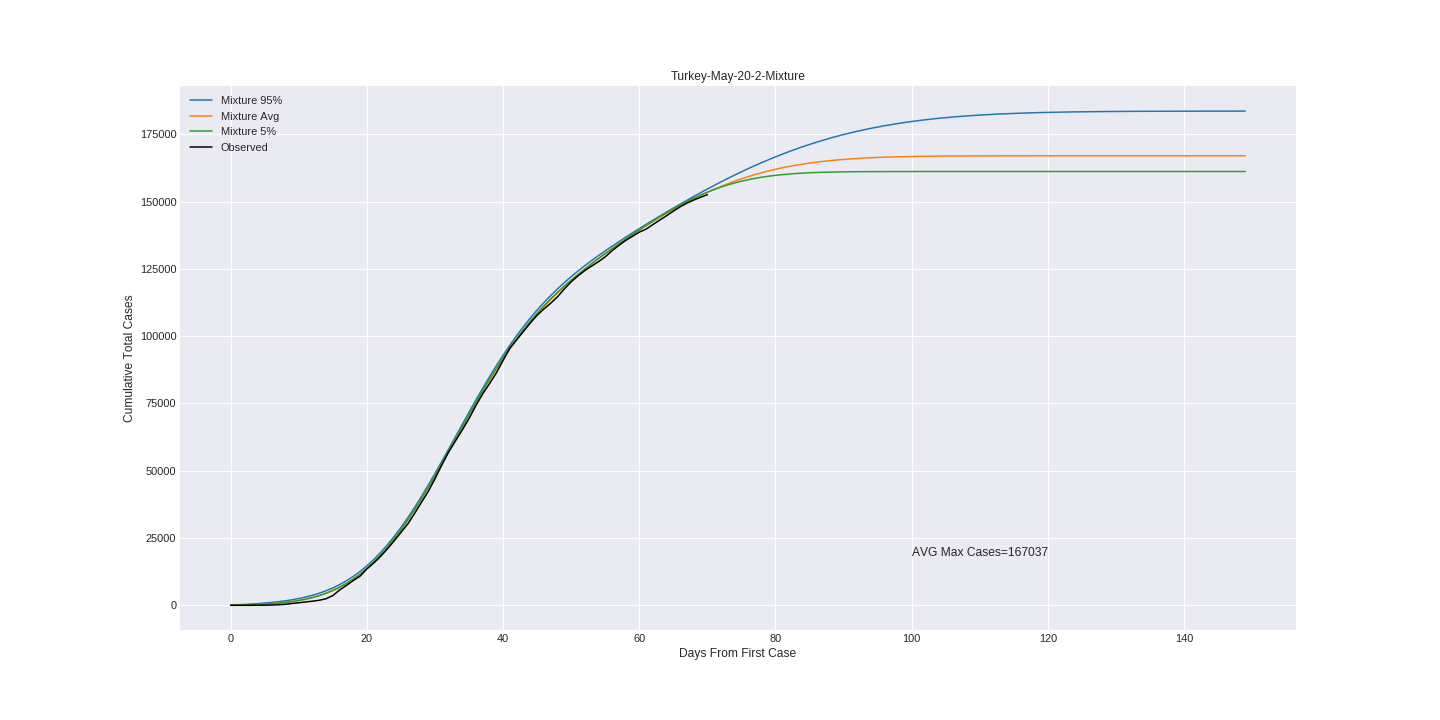 Turkey-May-20-2-Mixture
Mixture 95%
Mixture Avg
Mixture 5%
Observed
175000
150000
125000
100000
75000
50000
25000
0
Cumulative Total Cases
AVG Max Cases=167037
0 20 40 60 80 100 120 140
Days From First Case